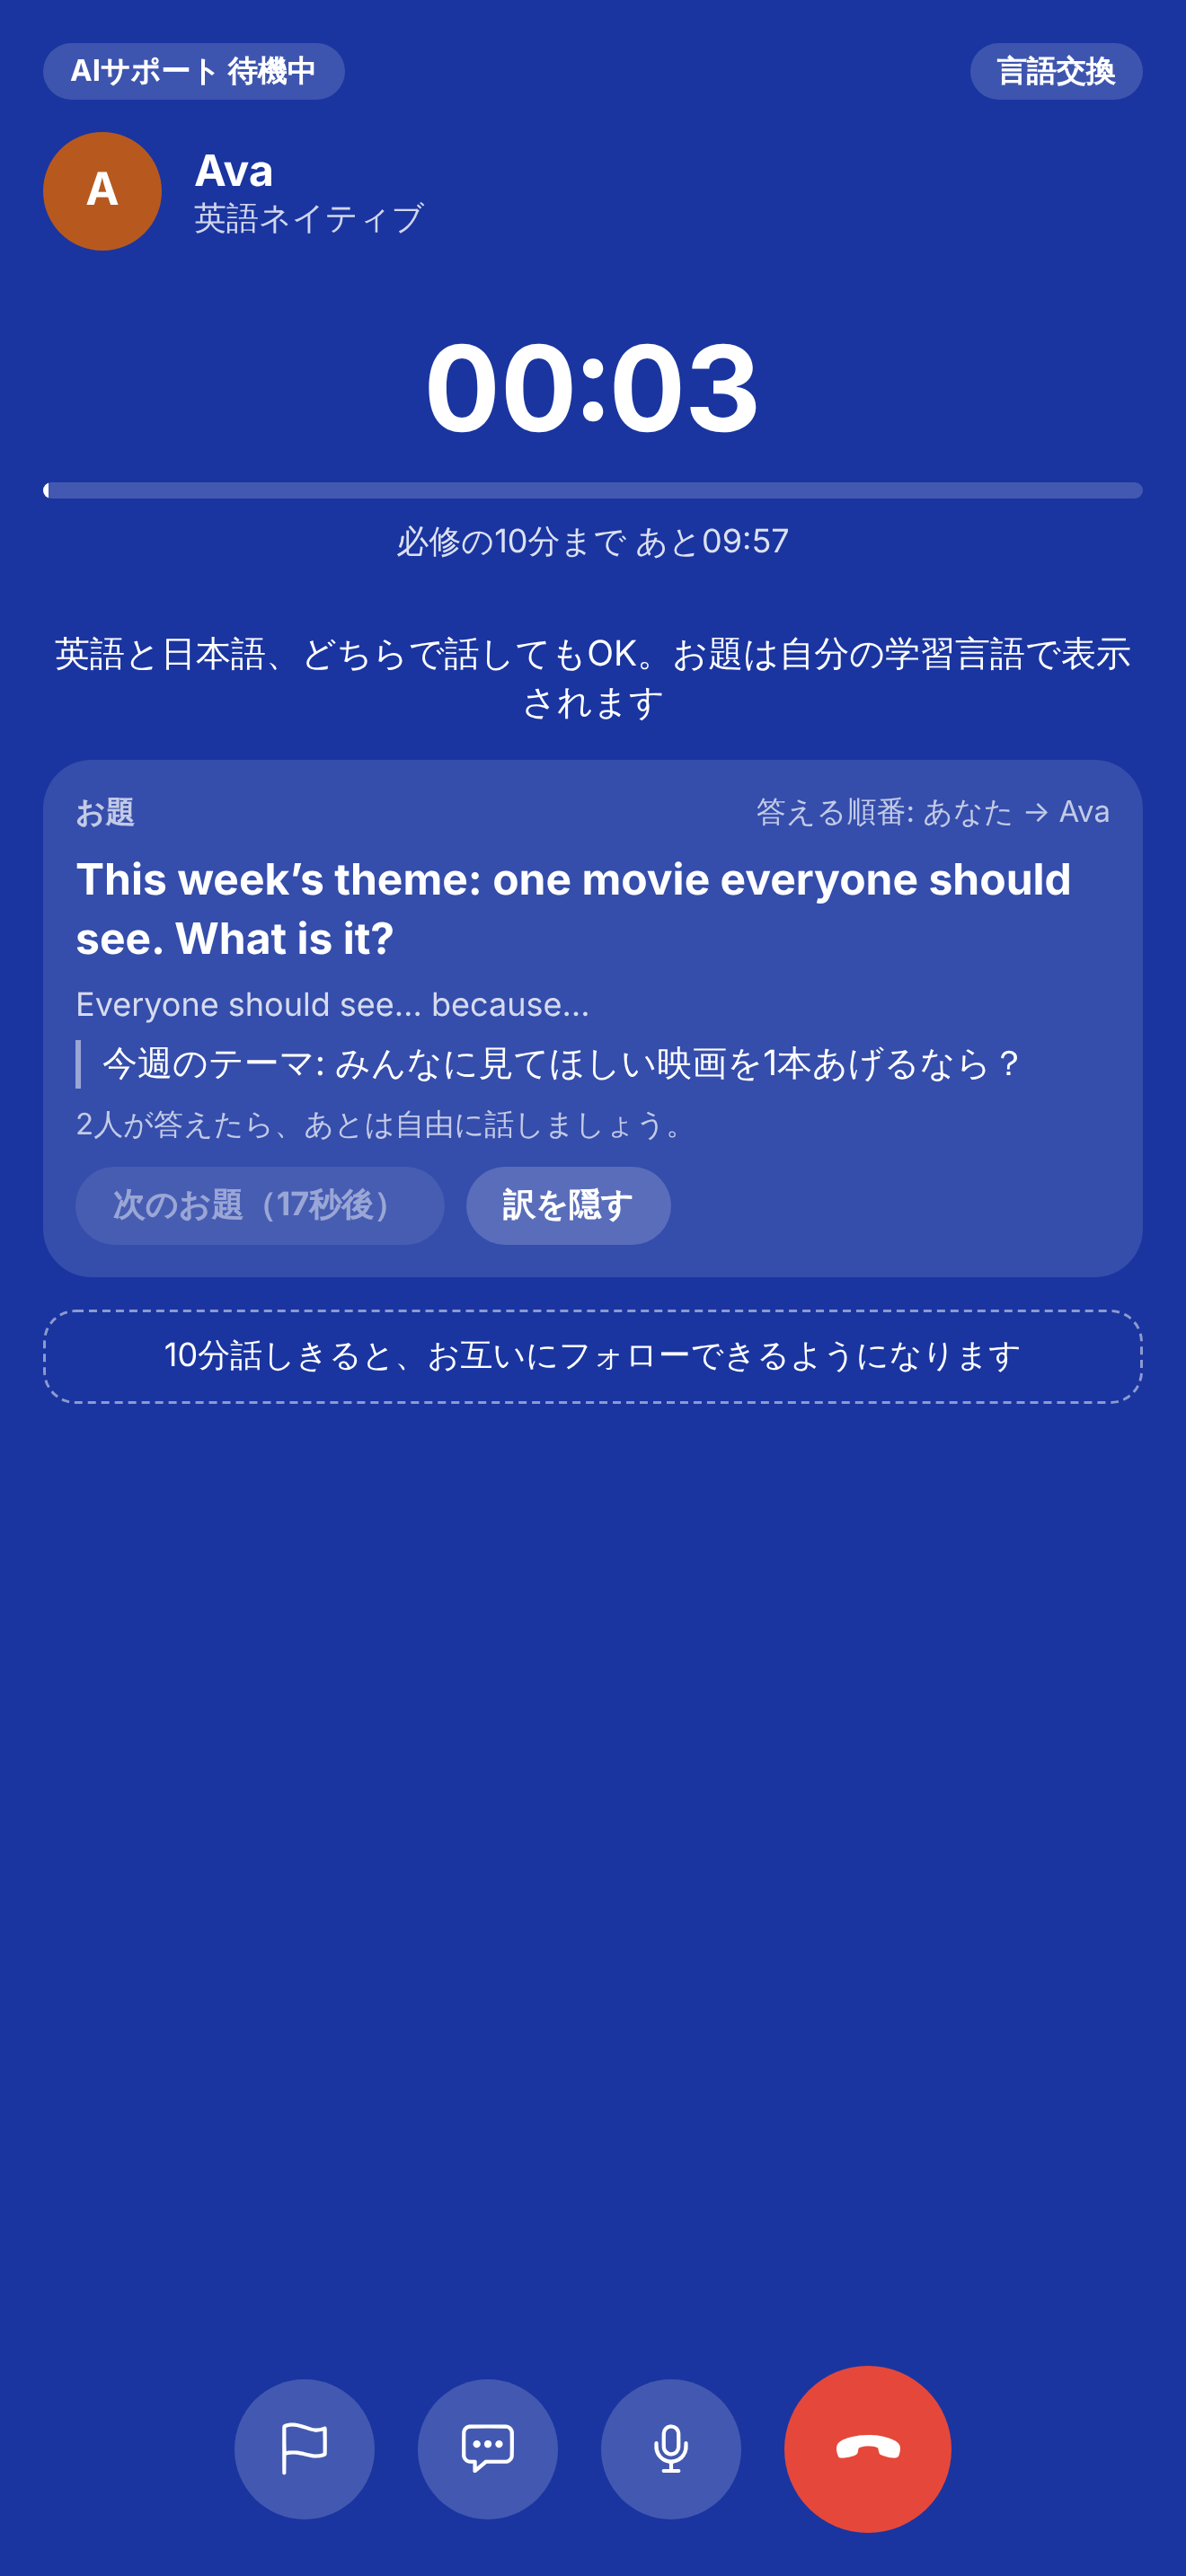 AIサポート 待機中
言語交換
A
Ava
英語ネイティブ
00:03
必修の10分まで あと09:57
英語と日本語、どちらで話してもOK。お題は自分の学習言語で表示
されます
お題
答える順番: あなた → Ava
This week’s theme: one movie everyone should
see. What is it?
Everyone should see… because…
今週のテーマ: みんなに見てほしい映画を1本あげるなら？
2人が答えたら、あとは自由に話しましょう。
次のお題（17秒後）
訳を隠す
10分話しきると、お互いにフォローできるようになります